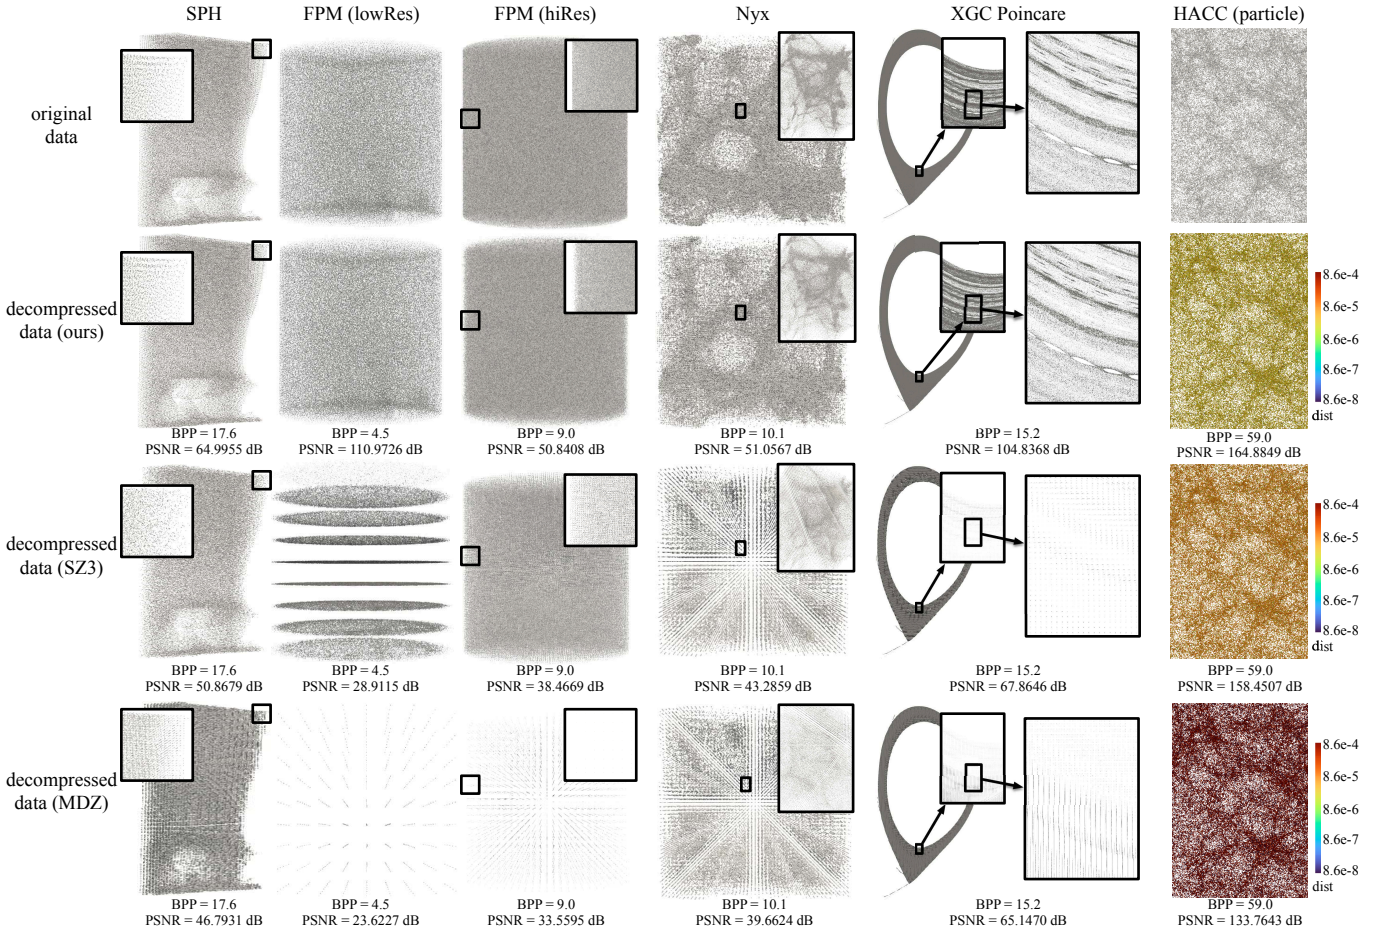 SPH FPM (lowRes) FPM (hiRes) Nyx XGC Poincare HACC (particle)
original
data
decompressed
data (ours)
8.6e-4
8.6e-5
8.6e-6
8.6e-7
8.6e-8
dist
BPP = 17.6 BPP = 4.5 BPP = 9.0 BPP = 10.1 BPP = 15.2 BPP = 59.0
PSNR = 64.9955 dB PSNR = 110.9726 dB PSNR = 50.8408 dB PSNR = 51.0567 dB PSNR = 104.8368 dB PSNR = 164.8849 dB
decompressed
data (SZ3)
8.6e-4
8.6e-5
8.6e-6
8.6e-7
8.6e-8
dist
BPP = 17.6 BPP = 4.5 BPP = 9.0 BPP = 10.1 BPP = 15.2 BPP = 59.0
PSNR = 50.8679 dB PSNR = 28.9115 dB PSNR = 38.4669 dB PSNR = 43.2859 dB PSNR = 67.8646 dB PSNR = 158.4507 dB
decompressed
data (MDZ)
8.6e-4
8.6e-5
8.6e-6
8.6e-7
8.6e-8
dist
BPP = 17.6 BPP = 4.5 BPP = 9.0 BPP = 10.1 BPP = 15.2 BPP = 59.0
PSNR = 46.7931 dB PSNR = 23.6227 dB PSNR = 33.5595 dB PSNR = 39.6624 dB PSNR = 65.1470 dB PSNR = 133.7643 dB